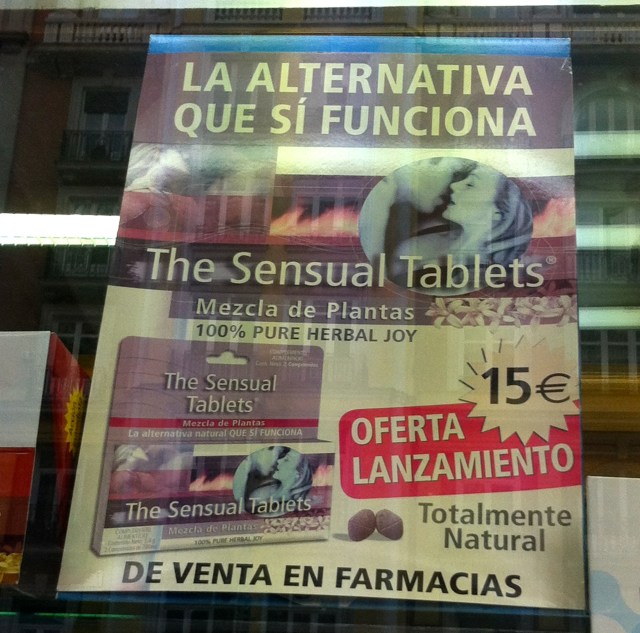 LA ALTERNATIVA
QUE SÍ FUNCIONA
The Sensual Tablets®
Mezcla de Plantas
100% PURE HERBAL JOY
15€
OFERTA
LANZAMIENTO
Totalmente
Natural
The Sensual
Tablets®
Mezcla de Plantas
La alternativa natural QUE SÍ FUNCIONA
The Sensual Tablets®
Mezcla de Plantas
100% PURE HERBAL JOY
DE VENTA EN FARMACIAS